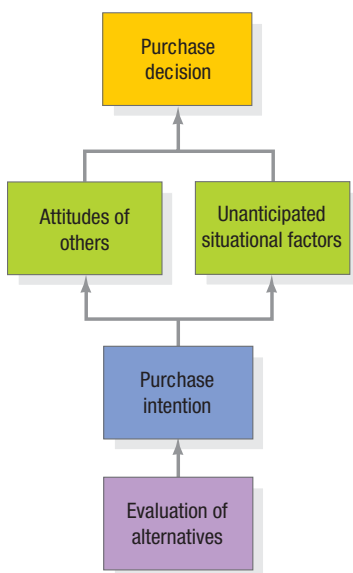 Purchase
decision
Attitudes of
others
Unanticipated
situational factors
Purchase
intention
Evaluation of
alternatives